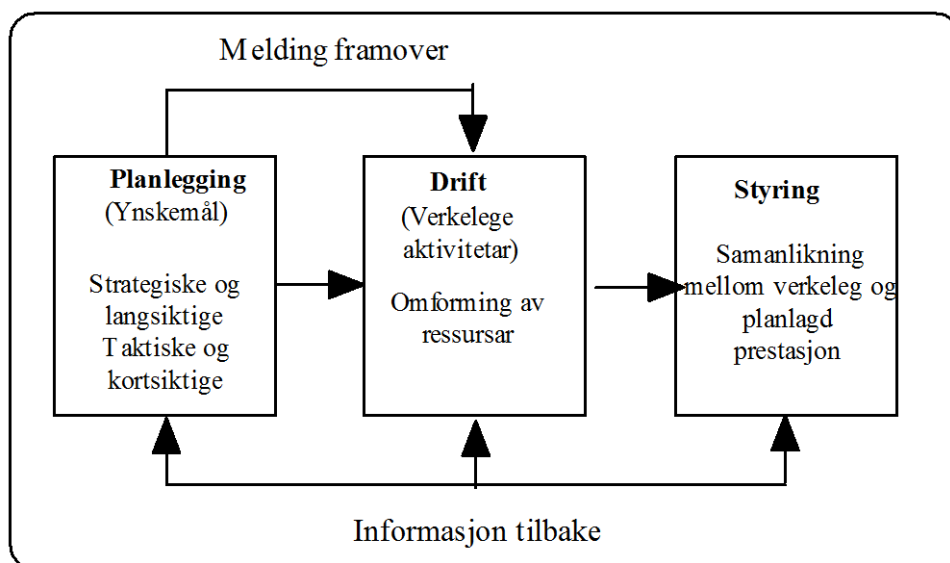 Melding framover
Planlegging
(Ynskemål)
Strategiske og
langsiktige
Taktiske og
kortsiktige
Drift
(Verkelege
aktivitetar)
Omforming av
ressursar
Styring
Samanlikning
mellom verkeleg og
planlagd
prestasjon
Informasjon tilbake